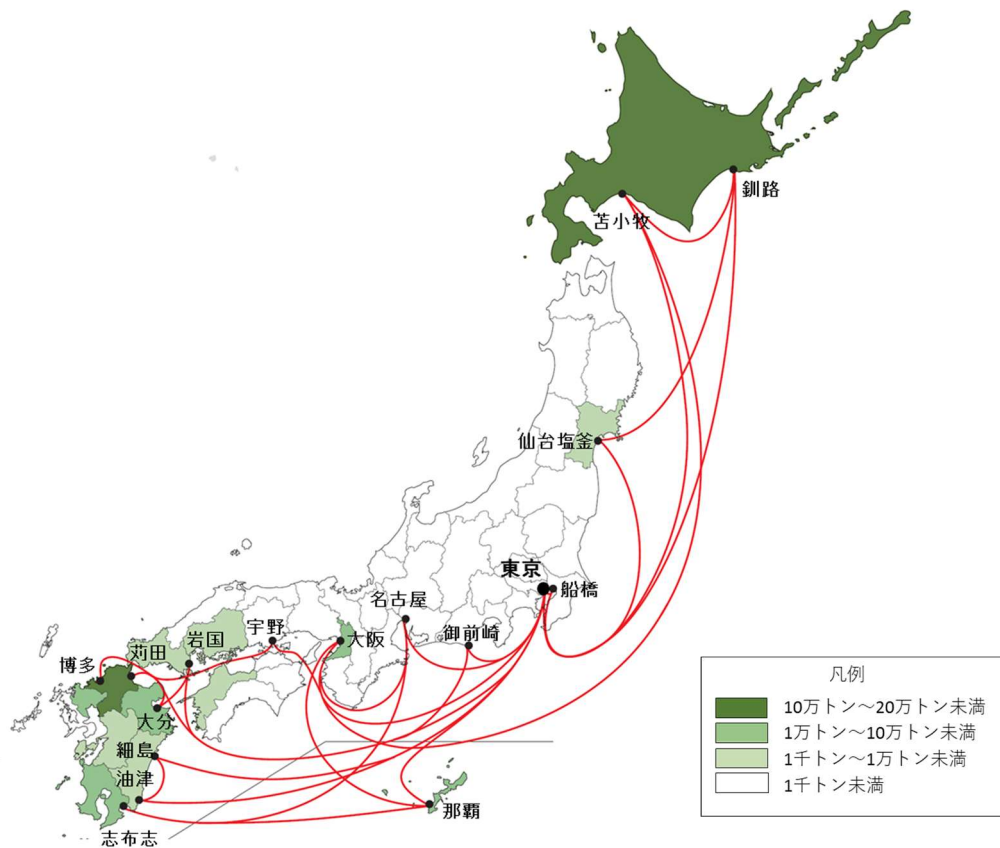 釧路
苫小牧
仙台塩釜
東京
船橋
名古屋
御前崎
宇野
大阪
岩国
苅田
博多
大分
細島
油津
志布志
那覇
凡例
10万トン～20万トン未満
1万トン～10万トン未満
1千トン～1万トン未満
1千トン未満